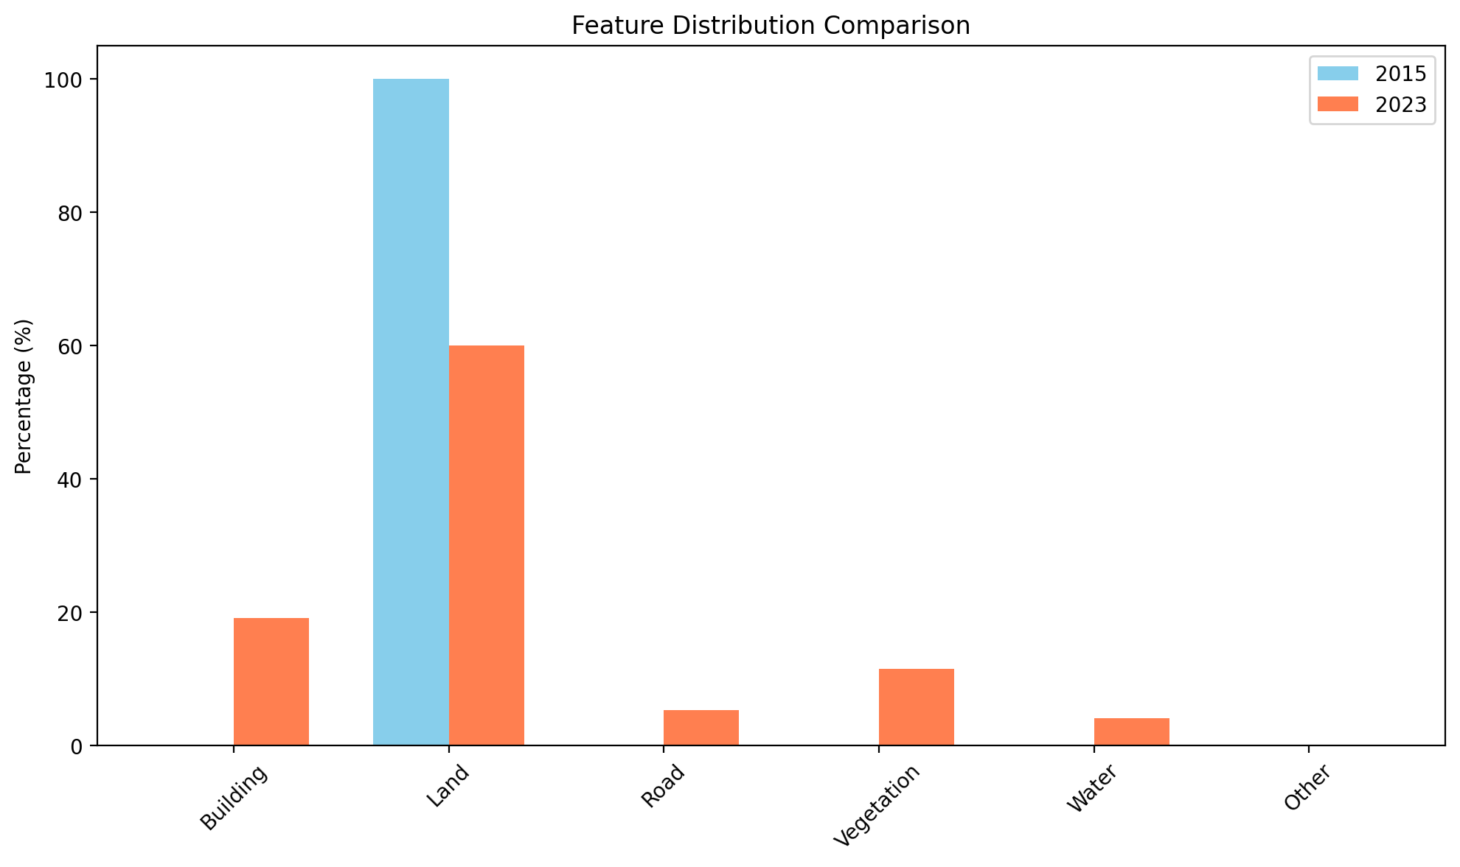 Feature Distribution Comparison
2015
2023
Percentage (%)
100
80
60
40
20
0
Building
Land
Road
Vegetation
Water
Other